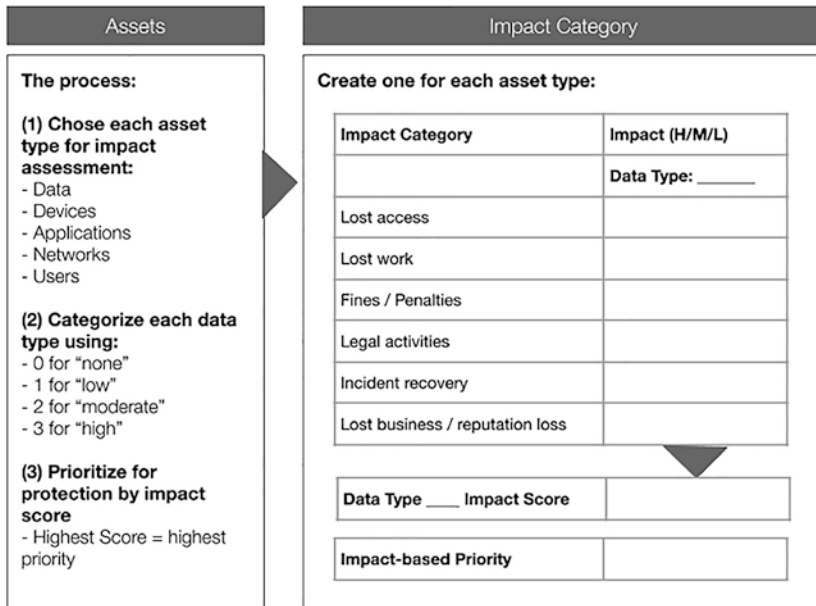 Assets
The process:
(1) Chose each asset
type for impact
assessment:
- Data
- Devices
- Applications
- Networks
- Users
(2) Categorize each data
type using:
- 0 for “none”
- 1 for “low”
- 2 for “moderate”
- 3 for “high”
(3) Prioritize for
protection by impact
score
- Highest Score = highest
priority
Impact Category
Create one for each asset type:
Impact Category Impact (H/M/L)
Data Type: _______
Lost access
Lost work
Fines / Penalties
Legal activities
Incident recovery
Lost business / reputation loss
Data Type ____ Impact Score
Impact-based Priority